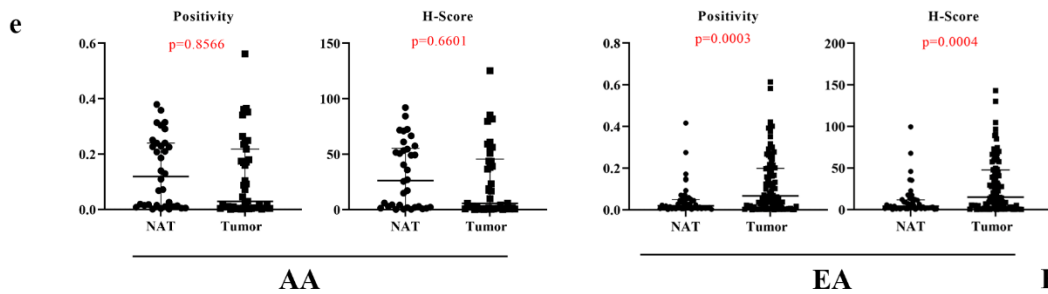 e
Positivity
p=0.8566
0.6
0.4
0.2
0.0
NAT Tumor
H-Score
p=0.6601
150
100
50
0
NAT Tumor
AA
Positivity
p=0.0003
0.8
0.6
0.4
0.2
0.0
NAT Tumor
H-Score
p=0.0004
200
150
100
50
0
NAT Tumor
EA